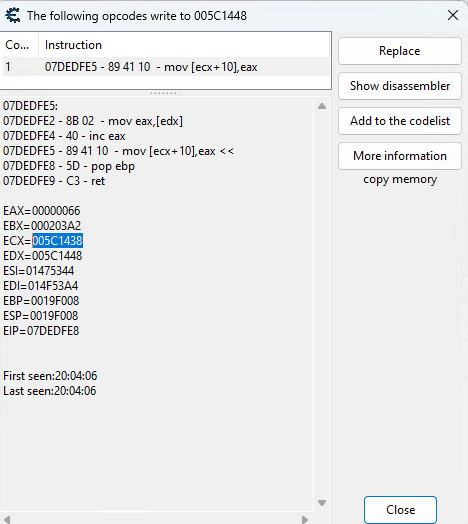 The following opcodes write to 005C1448
Co... Instruction
1 07DEDFE5 - 89 41 10 - mov [ecx+10],eax
Replace
Show disassembler
Add to the codelist
More information
copy memory
07DEDFE5:
07DEDFE2 - 8B 02 - mov eax,[edx]
07DEDFE4 - 40 - inc eax
07DEDFE5 - 89 41 10 - mov [ecx+10],eax <<
07DEDFE8 - 5D - pop ebp
07DEDFE9 - C3 - ret
EAX=00000066
EBX=000203A2
ECX=005C1438
EDX=005C1448
ESI=01475344
EDI=014F53A4
EBP=0019F008
ESP=0019F008
EIP=07DEDFE8
First seen:20:04:06
Last seen:20:04:06
Close